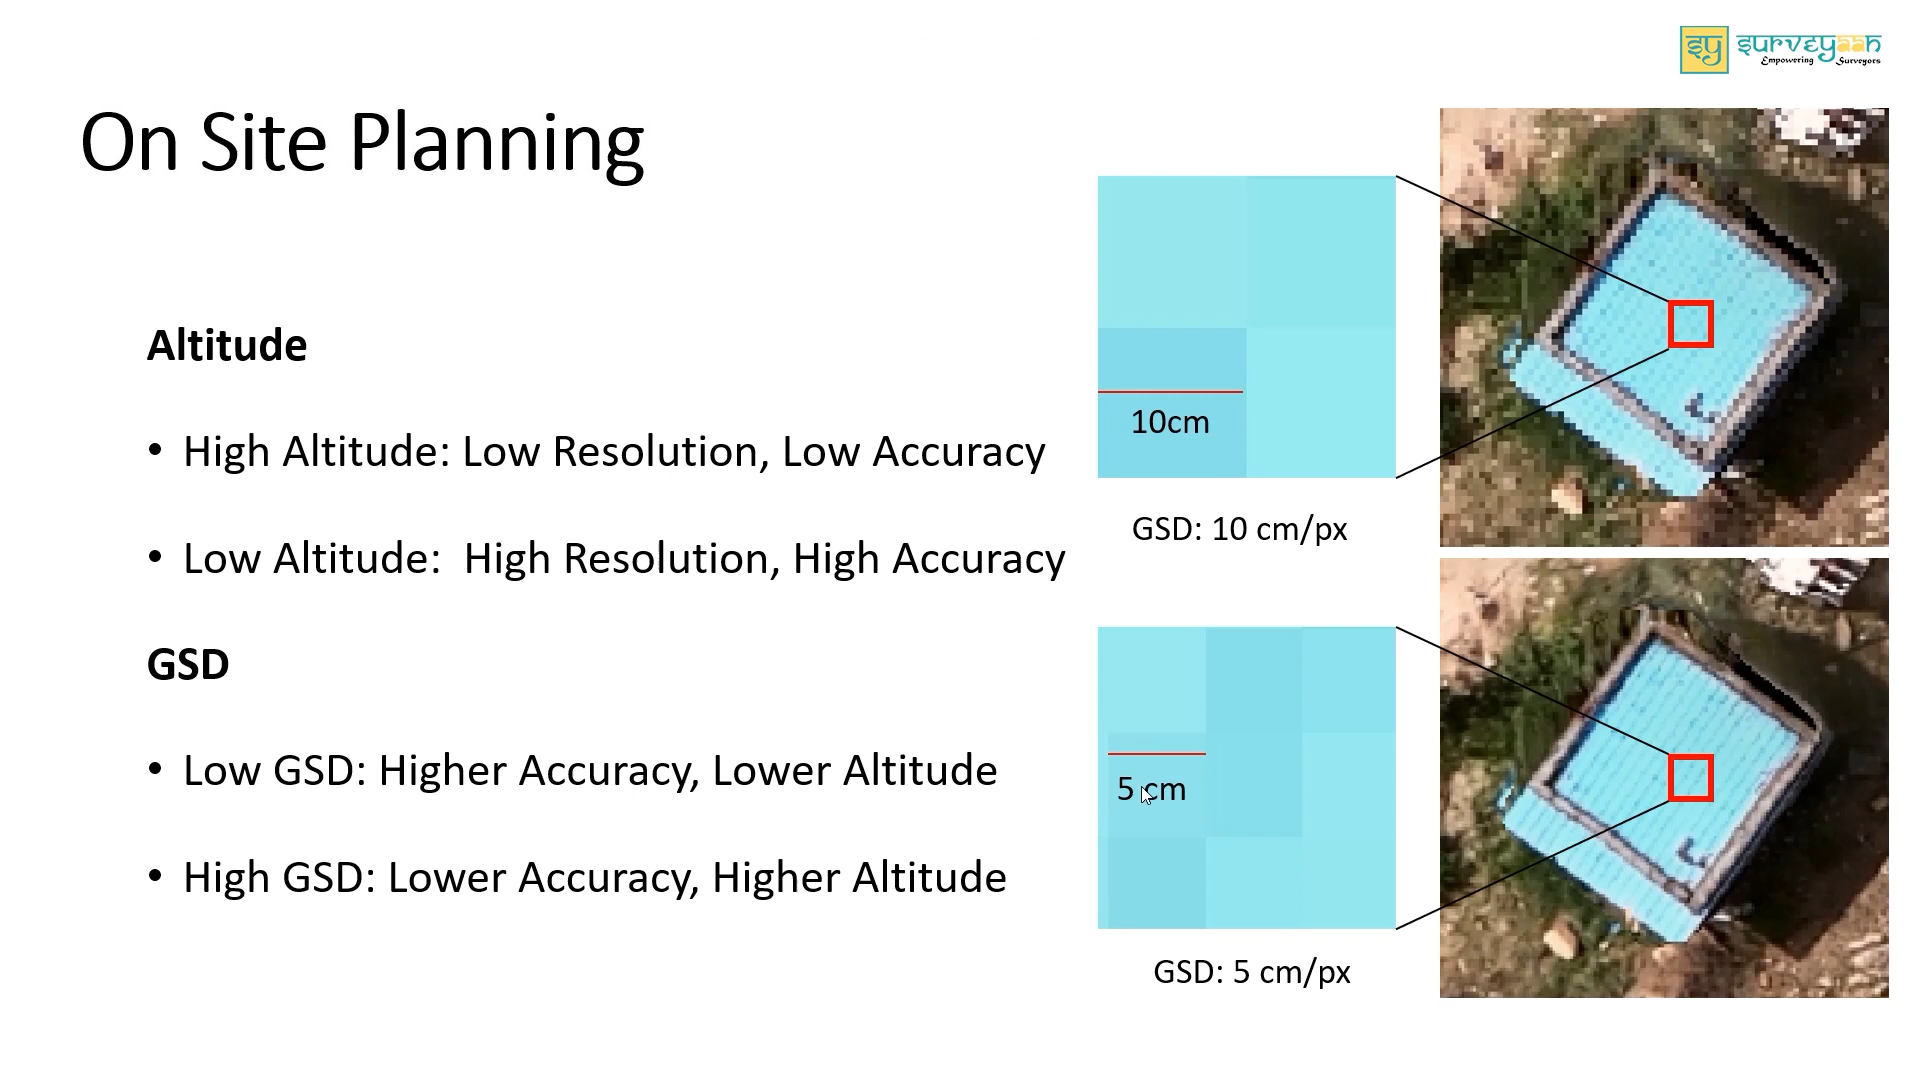 sy surveyaan
Empowering Surveyors
On Site Planning
Altitude
• High Altitude: Low Resolution, Low Accuracy
• Low Altitude:  High Resolution, High Accuracy
GSD
• Low GSD: Higher Accuracy, Lower Altitude
• High GSD: Lower Accuracy, Higher Altitude
10cm
GSD: 10 cm/px
5 cm
GSD: 5 cm/px